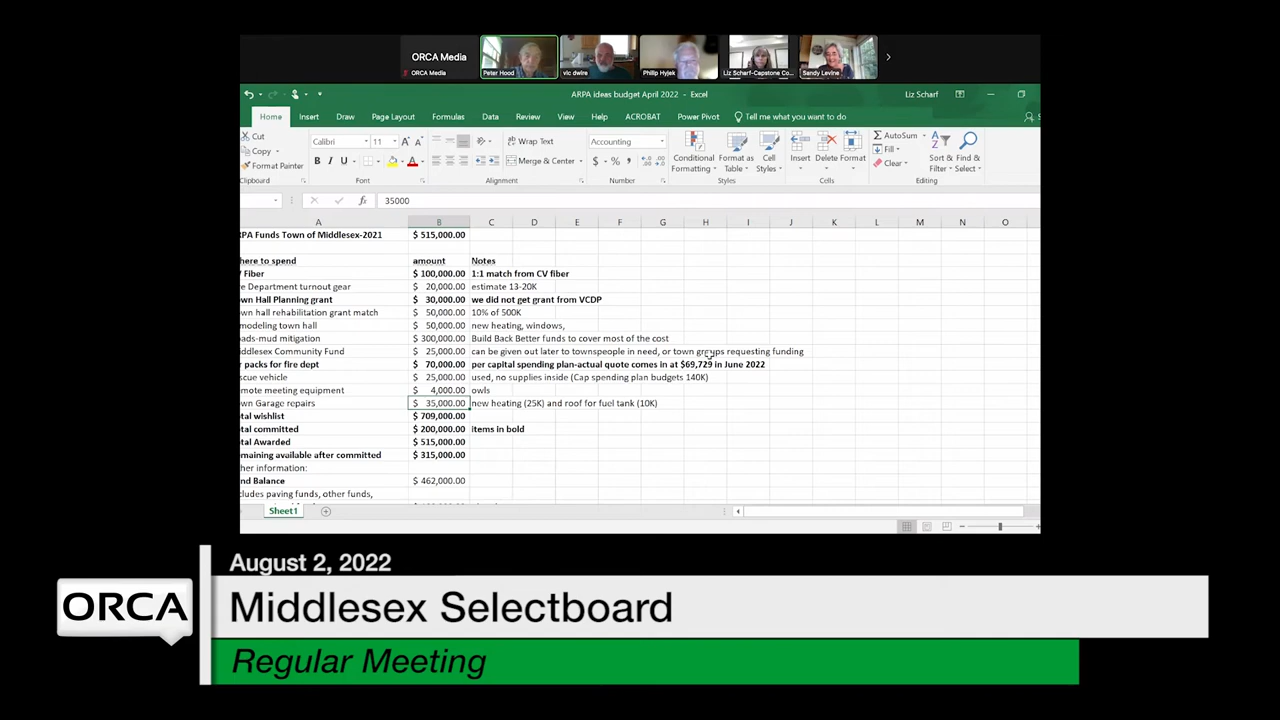 ORCA Media
ORCA Media
Peter Hood
vic dwire
Phillp Hyjek
Liz Scharf-Capstone Co...
Sandy Levine
ARPA ideas budget April 2022 - Excel
Liz Scharf
Home Insert Draw Page Layout Formulas Data Review View Help ACROBAT Power Pivot Tell me what you want to do
Cut
Copy
Format Painter
Clipboard
Calibri 11
B I U
Font
Wrap Text
Merge & Center
Alignment
Accounting
$ % ,
Number
Conditional Formatting
Format as Table
Cell Styles
Styles
Insert Delete Format
Cells
AutoSum
Fill
Clear
Sort & Filter
Find & Select
Editing
fx 35000
A B C D E F G H I J K L M N O
RPA Funds Town of Middlesex-2021 $ 515,000.00
here to spend amount Notes
V Fiber $ 100,000.00 1:1 match from CV fiber
re Department turnout gear $ 20,000.00 estimate 13-20K
own Hall Planning grant $ 30,000.00 we did not get grant from VCDP
own hall rehabilitation grant match $ 50,000.00 10% of 500K
modeling town hall $ 50,000.00 new heating, windows,
oads-mud mitigation $ 300,000.00 Build Back Better funds to cover most of the cost
iddlesex Community Fund $ 25,000.00 can be given out later to townspeople in need, or town groups requesting funding
r packs for fire dept $ 70,000.00 per capital spending plan-actual quote comes in at $69,729 in June 2022
scue vehicle $ 25,000.00 used, no supplies inside (Cap spending plan budgets 140K)
mote meeting equipment $ 4,000.00 owls
own Garage repairs $ 35,000.00 new heating (25K) and roof for fuel tank (10K)
otal wishlist $ 709,000.00
otal committed $ 200,000.00 items in bold
otal Awarded $ 515,000.00
maining available after committed $ 315,000.00
her information:
nd Balance $ 462,000.00
cludes paving funds, other funds,
Sheet1
August 2, 2022
ORCA
Middlesex Selectboard
Regular Meeting